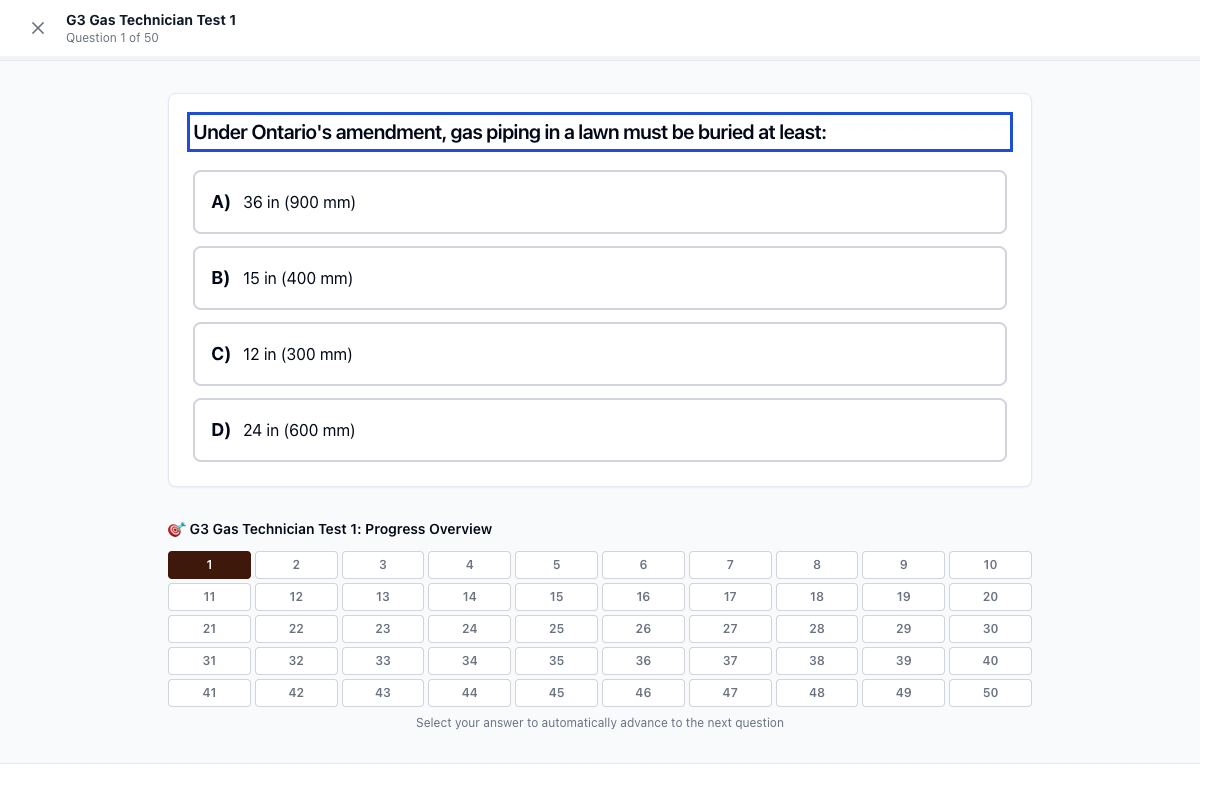 G3 Gas Technician Test 1
Question 1 of 50
Under Ontario's amendment, gas piping in a lawn must be buried at least:
A) 36 in (900 mm)
B) 15 in (400 mm)
C) 12 in (300 mm)
D) 24 in (600 mm)
G3 Gas Technician Test 1: Progress Overview
1 2 3 4 5 6 7 8 9 10
11 12 13 14 15 16 17 18 19 20
21 22 23 24 25 26 27 28 29 30
31 32 33 34 35 36 37 38 39 40
41 42 43 44 45 46 47 48 49 50
Select your answer to automatically advance to the next question